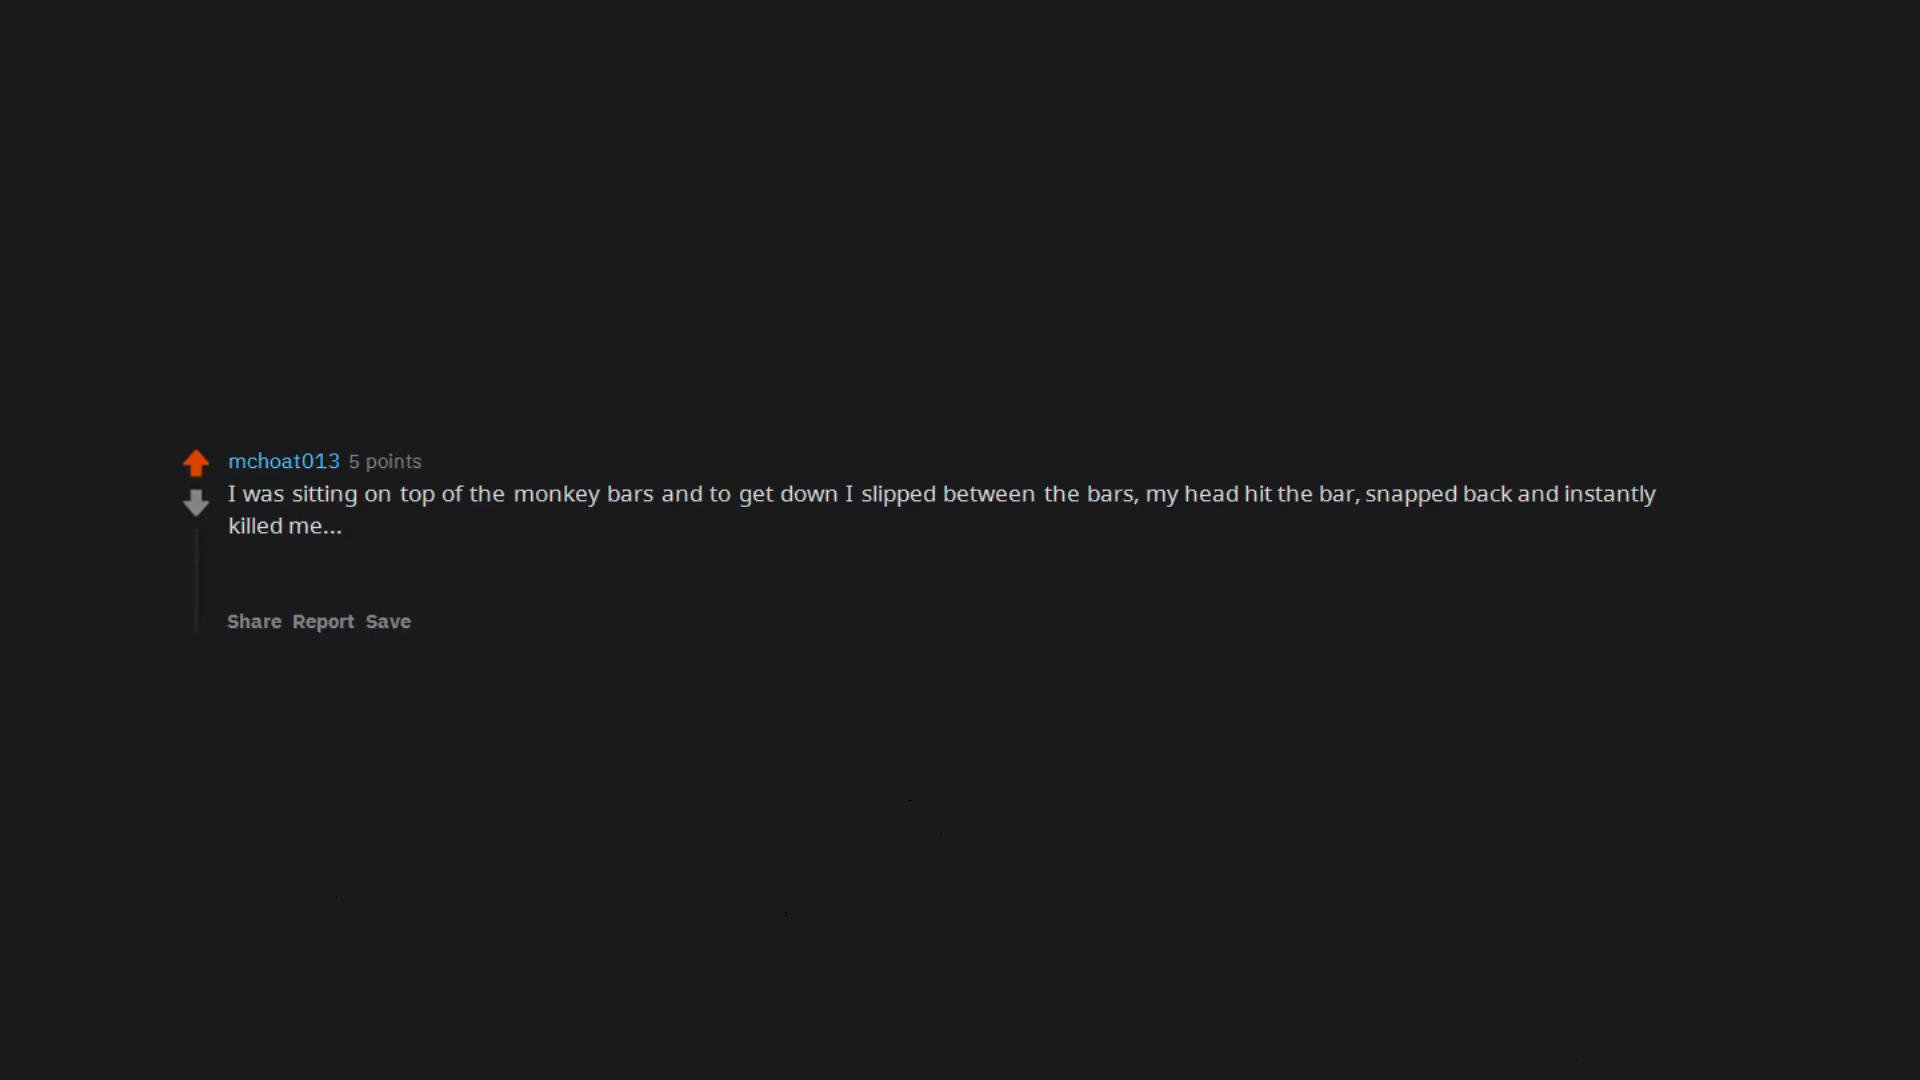 mchoat013 5 points
I was sitting on top of the monkey bars and to get down I slipped between the bars, my head hit the bar, snapped back and instantly
killed me...
Share Report Save